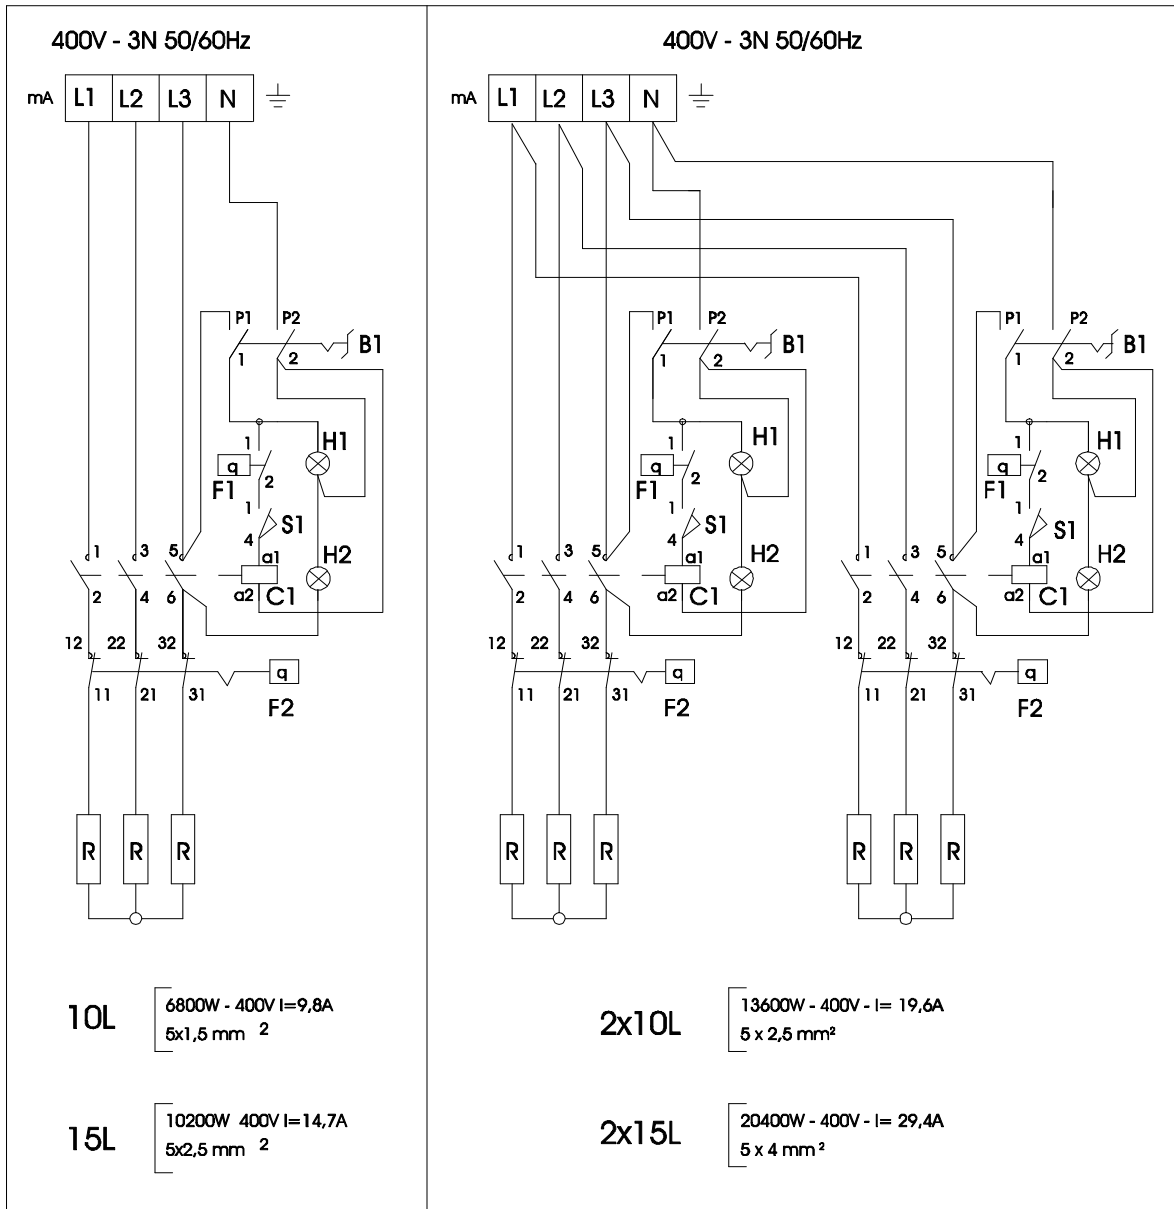 400V - 3N 50/60Hz
mA L1 L2 L3 N
P1 P2
B1
1 2
H1
1
q
2
F1
1
S1
4
1 3 5 a1 H2
2 4 6 a2 C1
12 22 32
q
11 21 31 F2
R R R
10L
6800W - 400V I=9,8A
5x1,5 mm 2
15L
10200W 400V I=14,7A
5x2,5 mm 2
400V - 3N 50/60Hz
mA L1 L2 L3 N
P1 P2
B1
1 2
H1
1
q
2
F1
1
S1
4
1 3 5 a1 H2
2 4 6 a2 C1
12 22 32
q
11 21 31 F2
R R R
P1 P2
B1
1 2
H1
1
q
2
F1
1
S1
4
1 3 5 a1 H2
2 4 6 a2 C1
12 22 32
q
11 21 31 F2
R R R
2x10L
13600W - 400V - I= 19,6A
5 x 2,5 mm²
2x15L
20400W - 400V - I= 29,4A
5 x 4 mm²